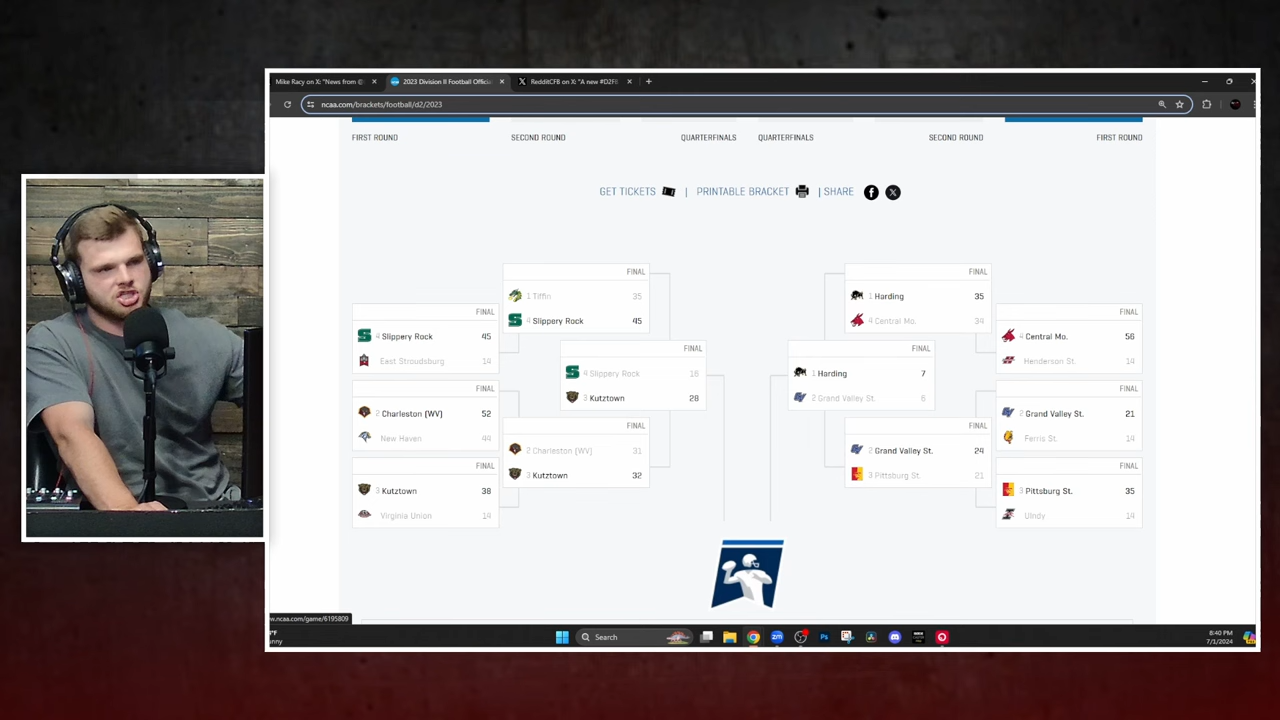 Mike Racy on X: "News from @
2023 Division II Football Offici
X RedditCFB on X: "A new #D2FB
ncaa.com/brackets/football/d2/2023
FIRST ROUND SECOND ROUND QUARTERFINALS QUARTERFINALS SECOND ROUND FIRST ROUND
GET TICKETS | PRINTABLE BRACKET | SHARE
FINAL
1 Tiffin 35
4 Slippery Rock 45
FINAL
1 Harding 35
4 Central Mo. 34
FINAL
4 Slippery Rock 45
East Stroudsburg 14
FINAL
4 Central Mo. 56
Henderson St. 14
FINAL
4 Slippery Rock 16
3 Kutztown 28
FINAL
1 Harding 7
2 Grand Valley St. 6
FINAL
2 Charleston (WV) 52
New Haven 44
FINAL
2 Grand Valley St. 21
Ferris St. 14
FINAL
2 Charleston (WV) 31
3 Kutztown 32
FINAL
2 Grand Valley St. 24
3 Pittsburg St. 21
FINAL
3 Kutztown 38
Virginia Union 14
FINAL
3 Pittsburg St. 35
UIndy 14
w.ncaa.com/game/6195809
°F
nny
Search
zm
Ps
8:40 PM
7/1/2024